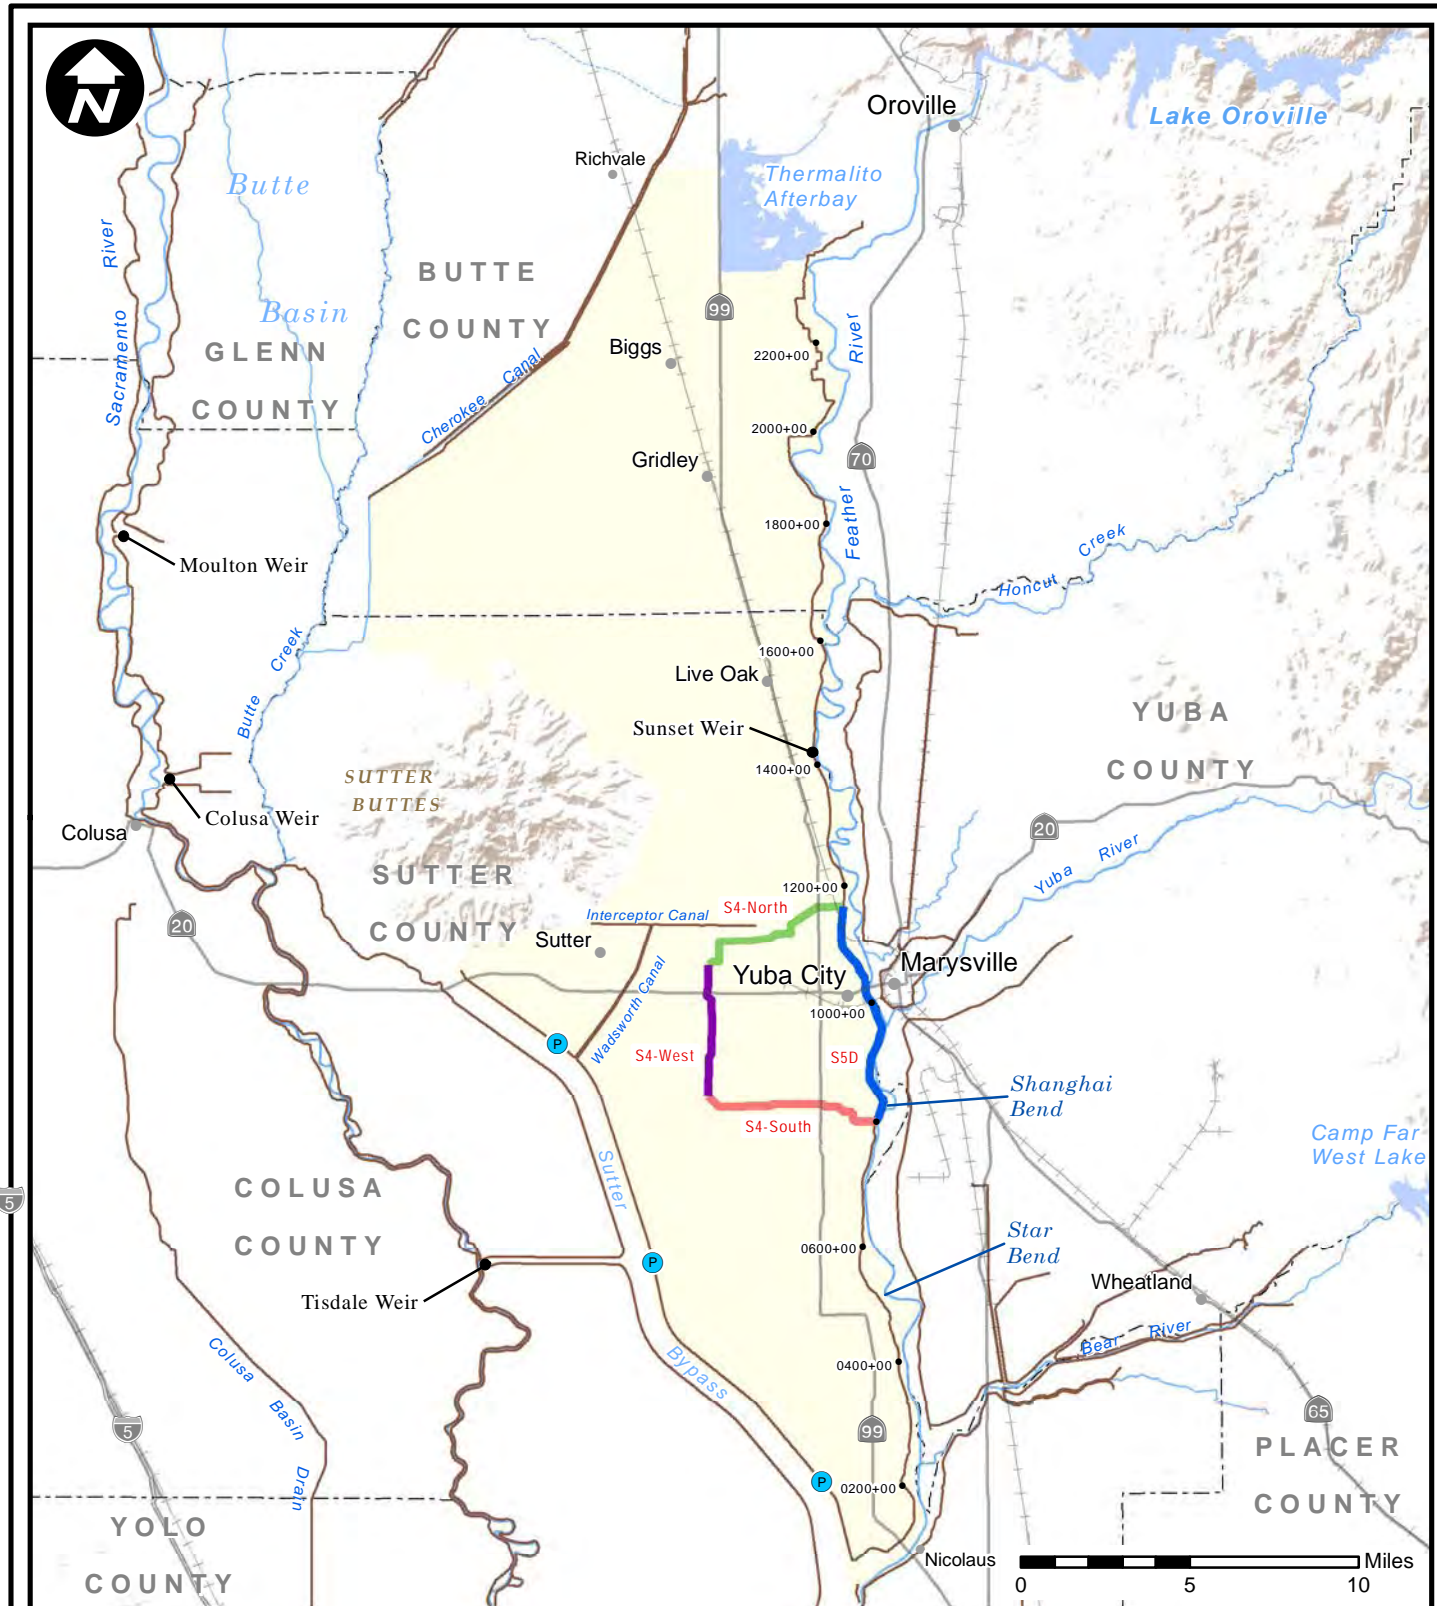 N
Oroville
Lake Oroville
Richvale
Thermalito
Afterbay
Butte
Basin
Sacramento River
BUTTE
COUNTY
99
GLENN
COUNTY
Biggs
2200+00
Feather River
Cherokee Canal
2000+00
Gridley
70
1800+00
Moulton Weir
Honcut Creek
1600+00
Butte Creek
Live Oak
YUBA
COUNTY
Sunset Weir
1400+00
SUTTER
BUTTES
Colusa Weir
Colusa
20
Yuba River
SUTTER
COUNTY
1200+00
S4-North
Interceptor Canal
20
Sutter
Yuba City
Marysville
Wadsworth Canal
1000+00
P
S4-West
S5D
Shanghai
Bend
S4-South
Camp Far
West Lake
5
COLUSA
COUNTY
Sutter
Bypass
0600+00
Star
Bend
P
Wheatland
Tisdale Weir
Bear River
Colusa Basin Drain
0400+00
5
99
65
PLACER
COUNTY
P
0200+00
YOLO
COUNTY
Nicolaus
Miles
0 5 10